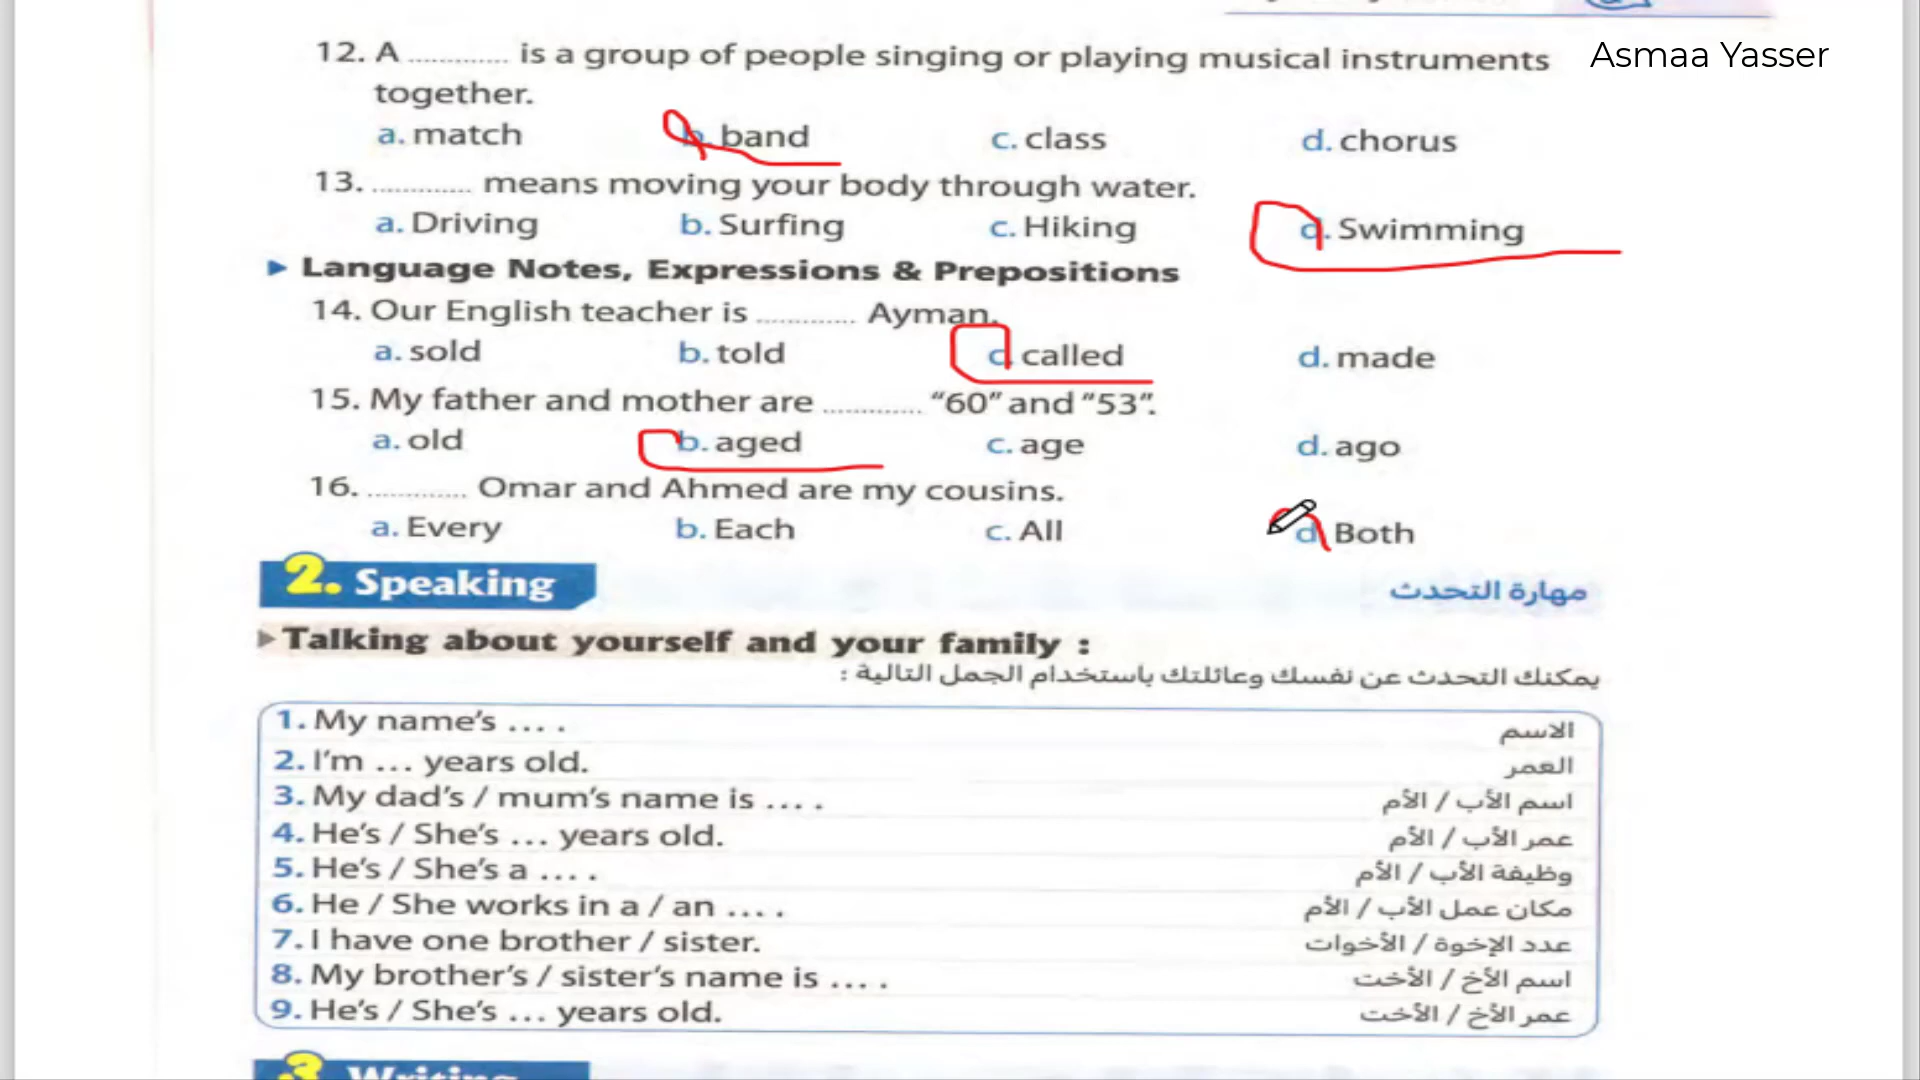 Asmaa Yasser
12. A ............. is a group of people singing or playing musical instruments
together.
a. match b. band c. class d. chorus
13. ............. means moving your body through water.
a. Driving b. Surfing c. Hiking d. Swimming
Language Notes, Expressions & Prepositions
14. Our English teacher is ............. Ayman.
a. sold b. told c. called d. made
15. My father and mother are ............. “60” and “53”.
a. old b. aged c. age d. ago
16. ............. Omar and Ahmed are my cousins.
a. Every b. Each c. All d. Both
2. Speaking مهارة التحدث
Talking about yourself and your family :
يمكنك التحدث عن نفسك وعائلتك باستخدام الجمل التالية :
1. My name’s ... . الاسم
2. I’m ... years old. العمر
3. My dad’s / mum’s name is ... . اسم الأب / الأم
4. He’s / She’s ... years old. عمر الأب / الأم
5. He’s / She’s a ... . وظيفة الأب / الأم
6. He / She works in a / an ... . مكان عمل الأب / الأم
7. I have one brother / sister. عدد الإخوة / الأخوات
8. My brother’s / sister’s name is ... . اسم الأخ / الأخت
9. He’s / She’s ... years old. عمر الأخ / الأخت
3. Writing